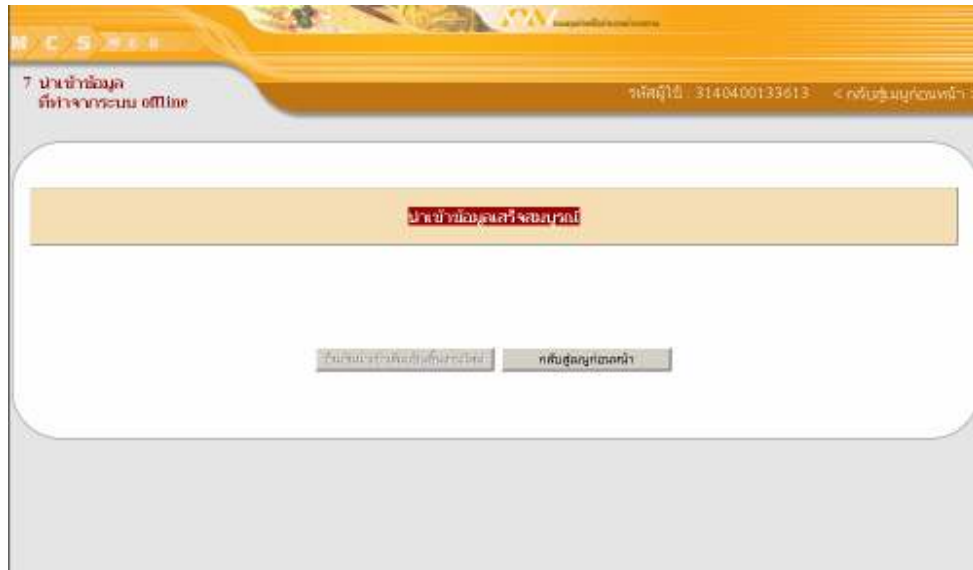 MCS WEB
7 นำเข้าข้อมูล
ที่ทำจากระบบ offline
รหัสผู้ใช้ : 3140400133613 < กลับสู่เมนูก่อนหน้า >
นำเข้าข้อมูลเสร็จสมบูรณ์
กลับสู่เมนูก่อนหน้า